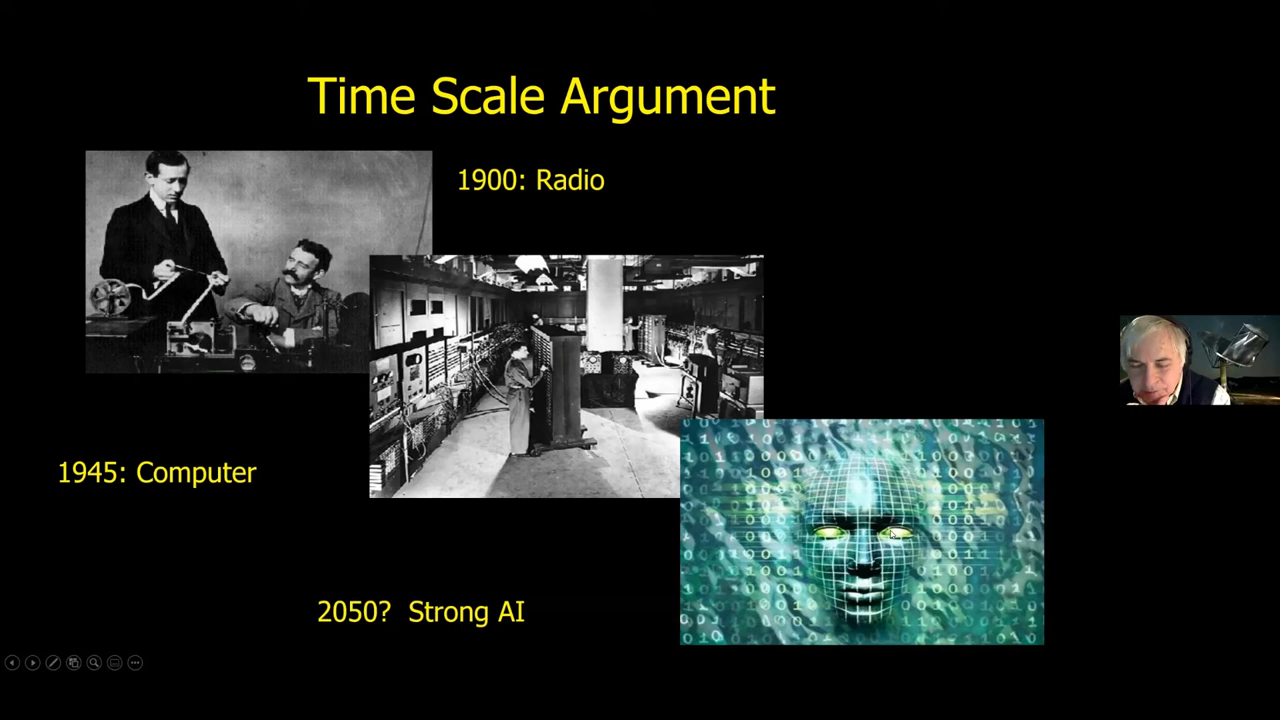 Time Scale Argument
1900: Radio
1945: Computer
2050?  Strong AI